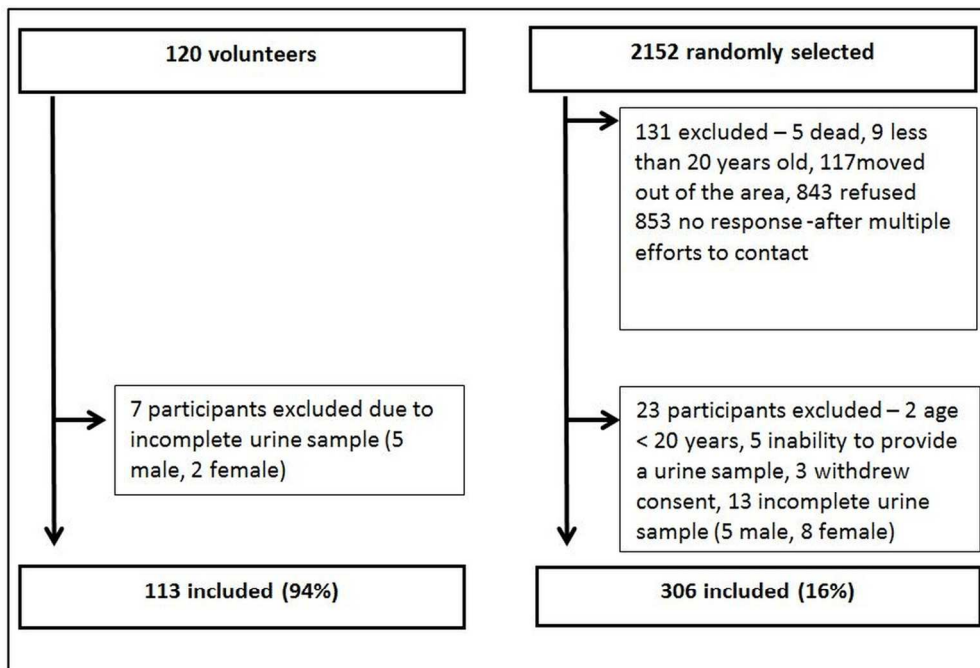 120 volunteers
2152 randomly selected
131 excluded – 5 dead, 9 less
than 20 years old, 117moved
out of the area, 843 refused
853 no response -after multiple
efforts to contact
7 participants excluded due to
incomplete urine sample (5
male, 2 female)
23 participants excluded – 2 age
< 20 years, 5 inability to provide
a urine sample, 3 withdrew
consent, 13 incomplete urine
sample (5 male, 8 female)
113 included (94%)
306 included (16%)